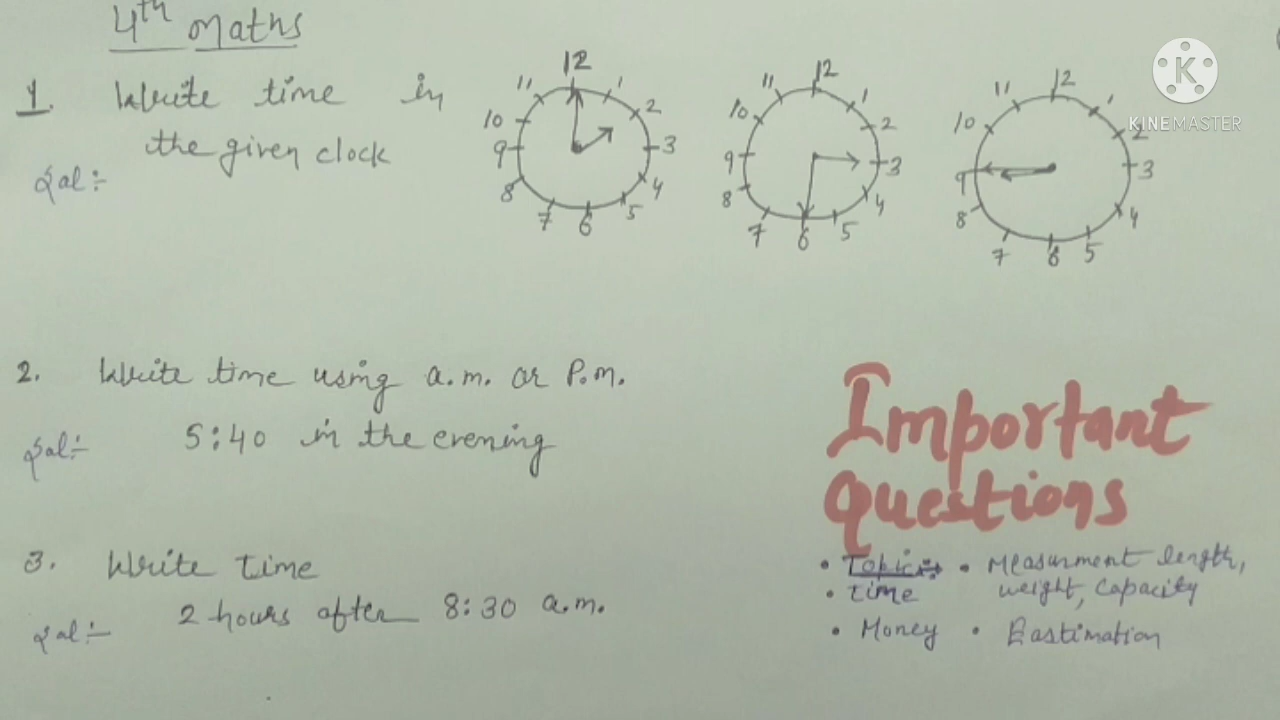 4th maths
1. Write time in
the given clock
Sol:-
12 1 2 3 4 5 6 7 8 9 10 11
12 1 2 3 4 5 6 7 8 9 10 11
12 1 2 3 4 5 6 7 8 9 10 11
KINEMASTER
2. Write time using a.m. or P.m.
Sol:- 5:40 in the evening
3. Write time
Sol:- 2 hours after 8:30 a.m.
Important
Questions
• Topic:→ • Measurment length,
• time weight, Capacity
• Money • Eastimation